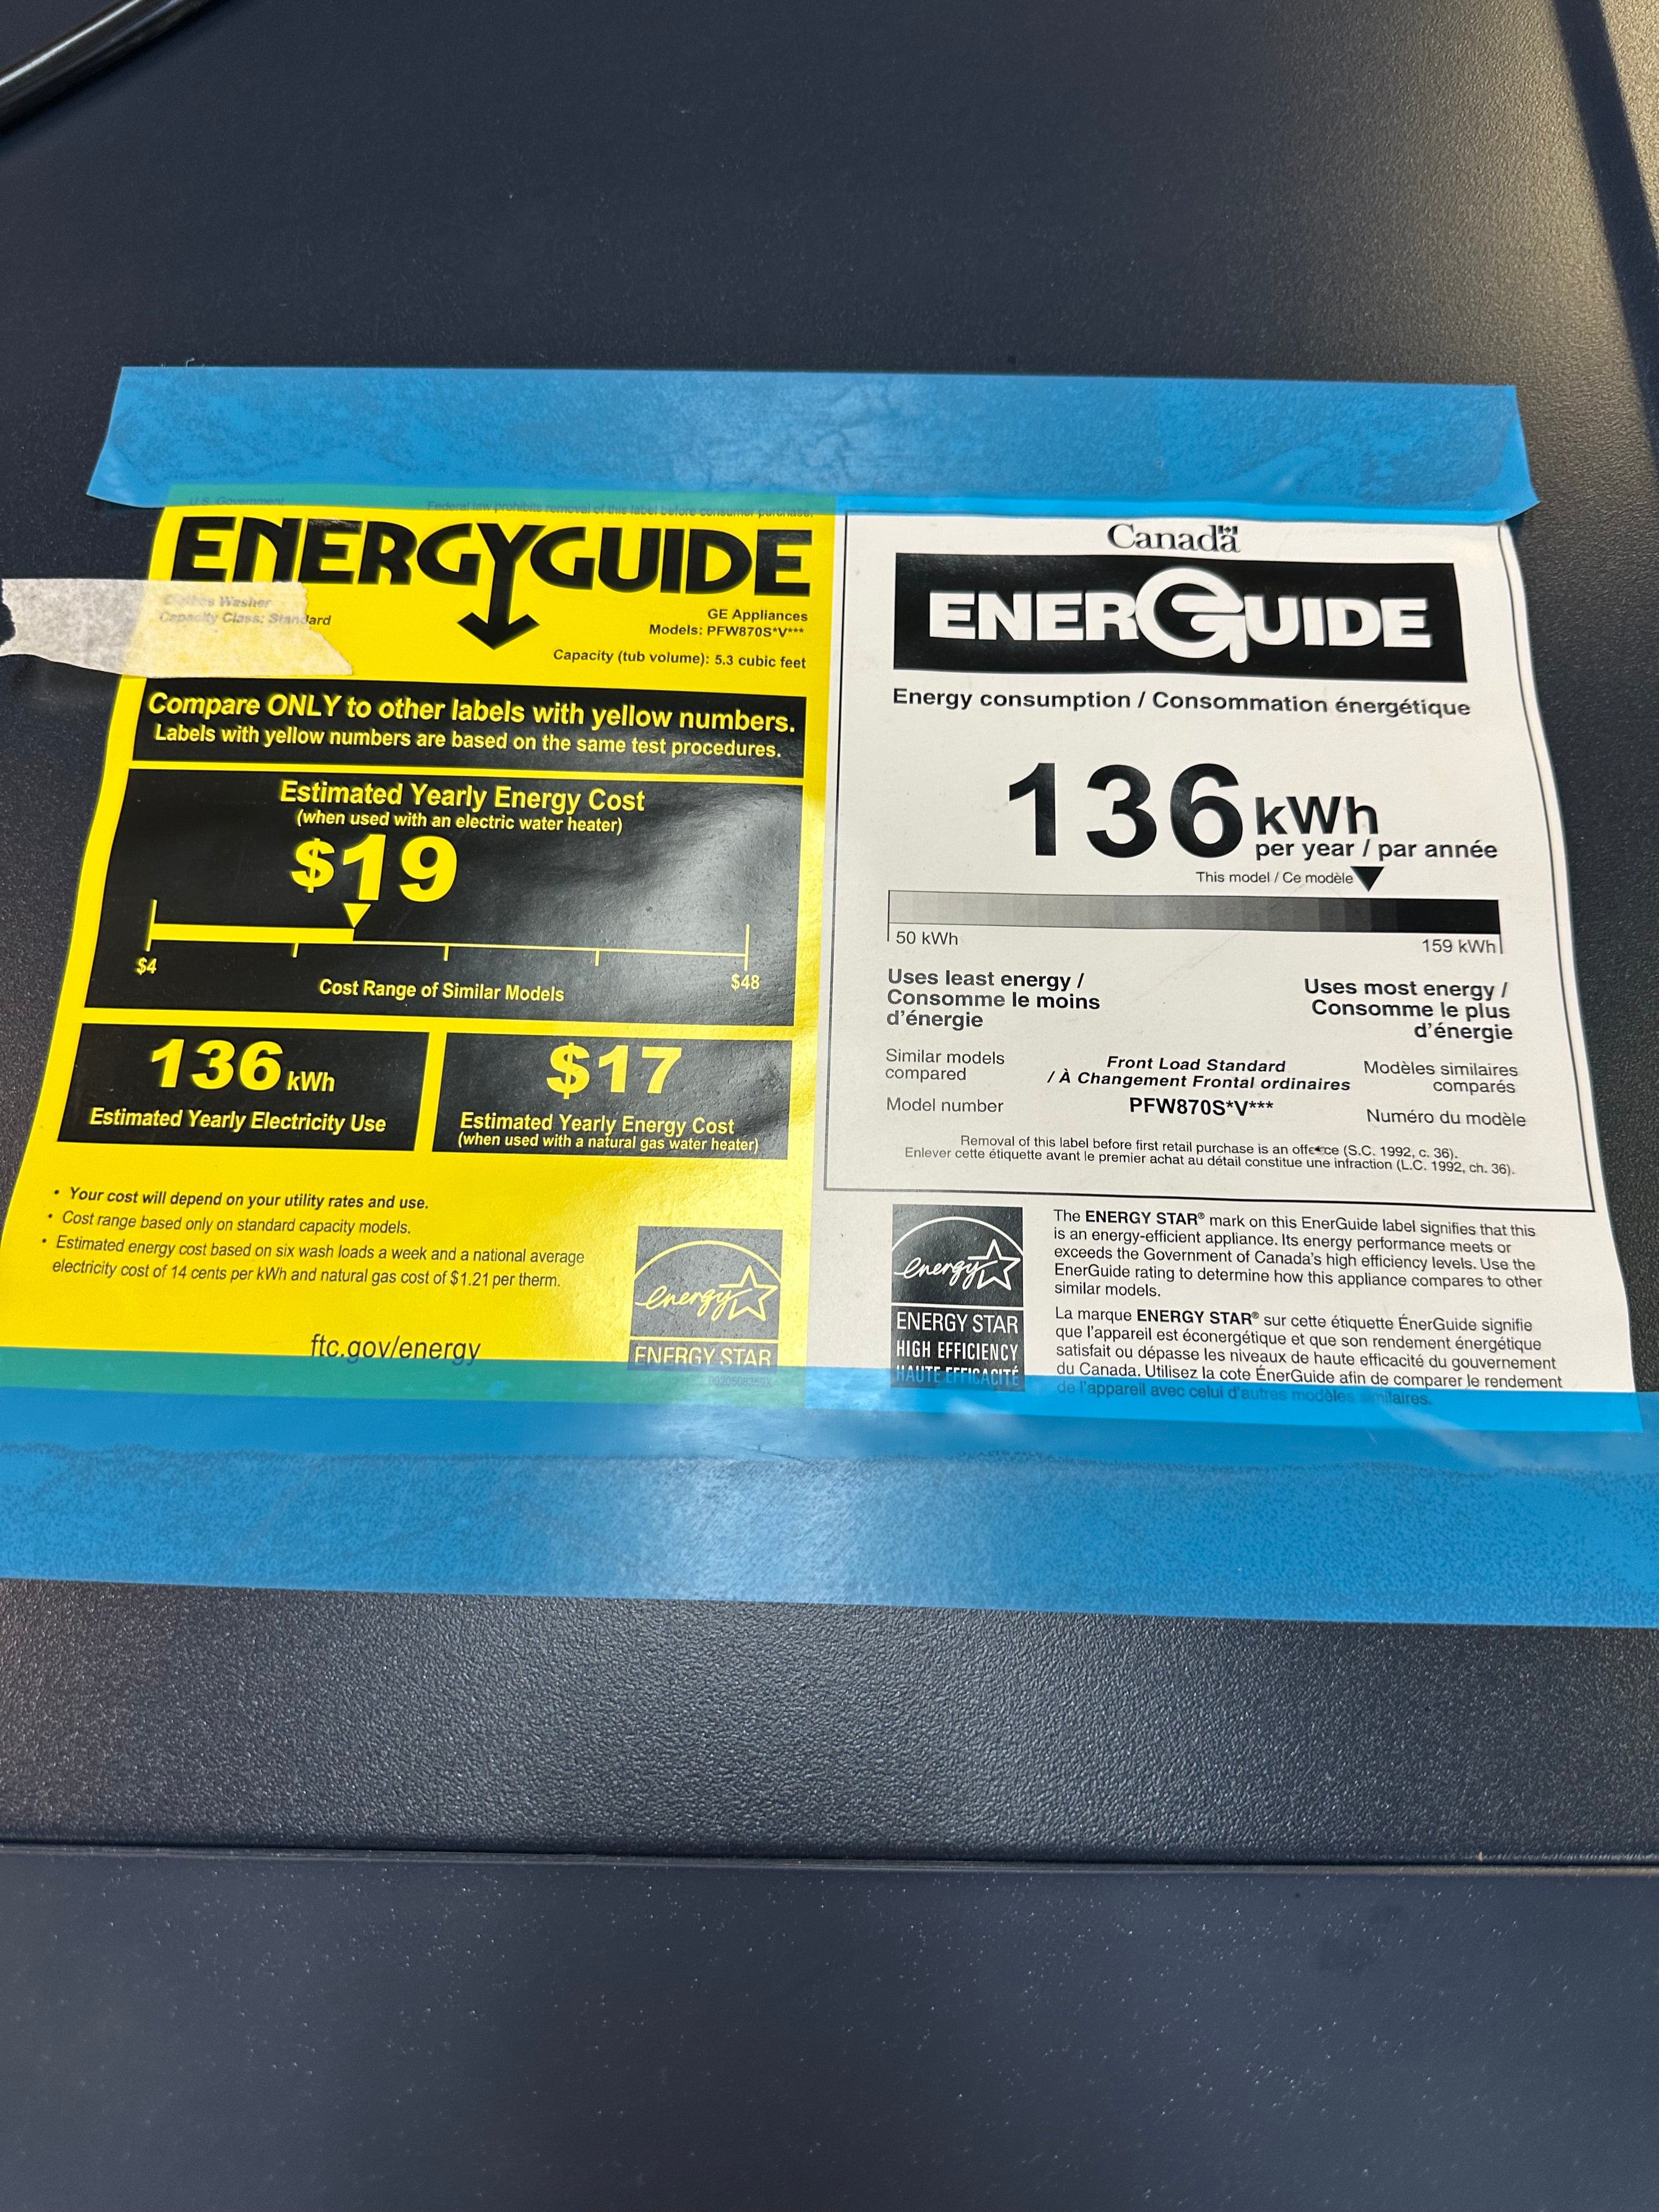 U.S. Government
Federal law prohibits removal of this label before consumer purchase.
ENERGYGUIDE
Clothes Washer
Capacity Class: Standard
GE Appliances
Models: PFW870S*V***
Capacity (tub volume): 5.3 cubic feet
Compare ONLY to other labels with yellow numbers.
Labels with yellow numbers are based on the same test procedures.
Estimated Yearly Energy Cost
(when used with an electric water heater)
$19
$4
$48
Cost Range of Similar Models
136 kWh
Estimated Yearly Electricity Use
$17
Estimated Yearly Energy Cost
(when used with a natural gas water heater)
• Your cost will depend on your utility rates and use.
• Cost range based only on standard capacity models.
• Estimated energy cost based on six wash loads a week and a national average
electricity cost of 14 cents per kWh and natural gas cost of $1.21 per therm.
ftc.gov/energy
energy
ENERGY STAR
Canada
ENERGUIDE
Energy consumption / Consommation énergétique
136 kWh
per year / par année
This model / Ce modèle
50 kWh
159 kWh
Uses least energy /
Consomme le moins
d'énergie
Uses most energy /
Consomme le plus
d'énergie
Similar models
compared
Front Load Standard
/ À Changement Frontal ordinaires
Modèles similaires
comparés
Model number
PFW870S*V***
Numéro du modèle
Removal of this label before first retail purchase is an offence (S.C. 1992, c. 36).
Enlever cette étiquette avant le premier achat au détail constitue une infraction (L.C. 1992, ch. 36).
energy
ENERGY STAR
HIGH EFFICIENCY
HAUTE EFFICACITÉ
The ENERGY STAR® mark on this EnerGuide label signifies that this
is an energy-efficient appliance. Its energy performance meets or
exceeds the Government of Canada's high efficiency levels. Use the
EnerGuide rating to determine how this appliance compares to other
similar models.
La marque ENERGY STAR® sur cette étiquette ÉnerGuide signifie
que l'appareil est éconergétique et que son rendement énergétique
satisfait ou dépasse les niveaux de haute efficacité du gouvernement
du Canada. Utilisez la cote ÉnerGuide afin de comparer le rendement
de l'appareil avec celui d'autres modèles similaires.